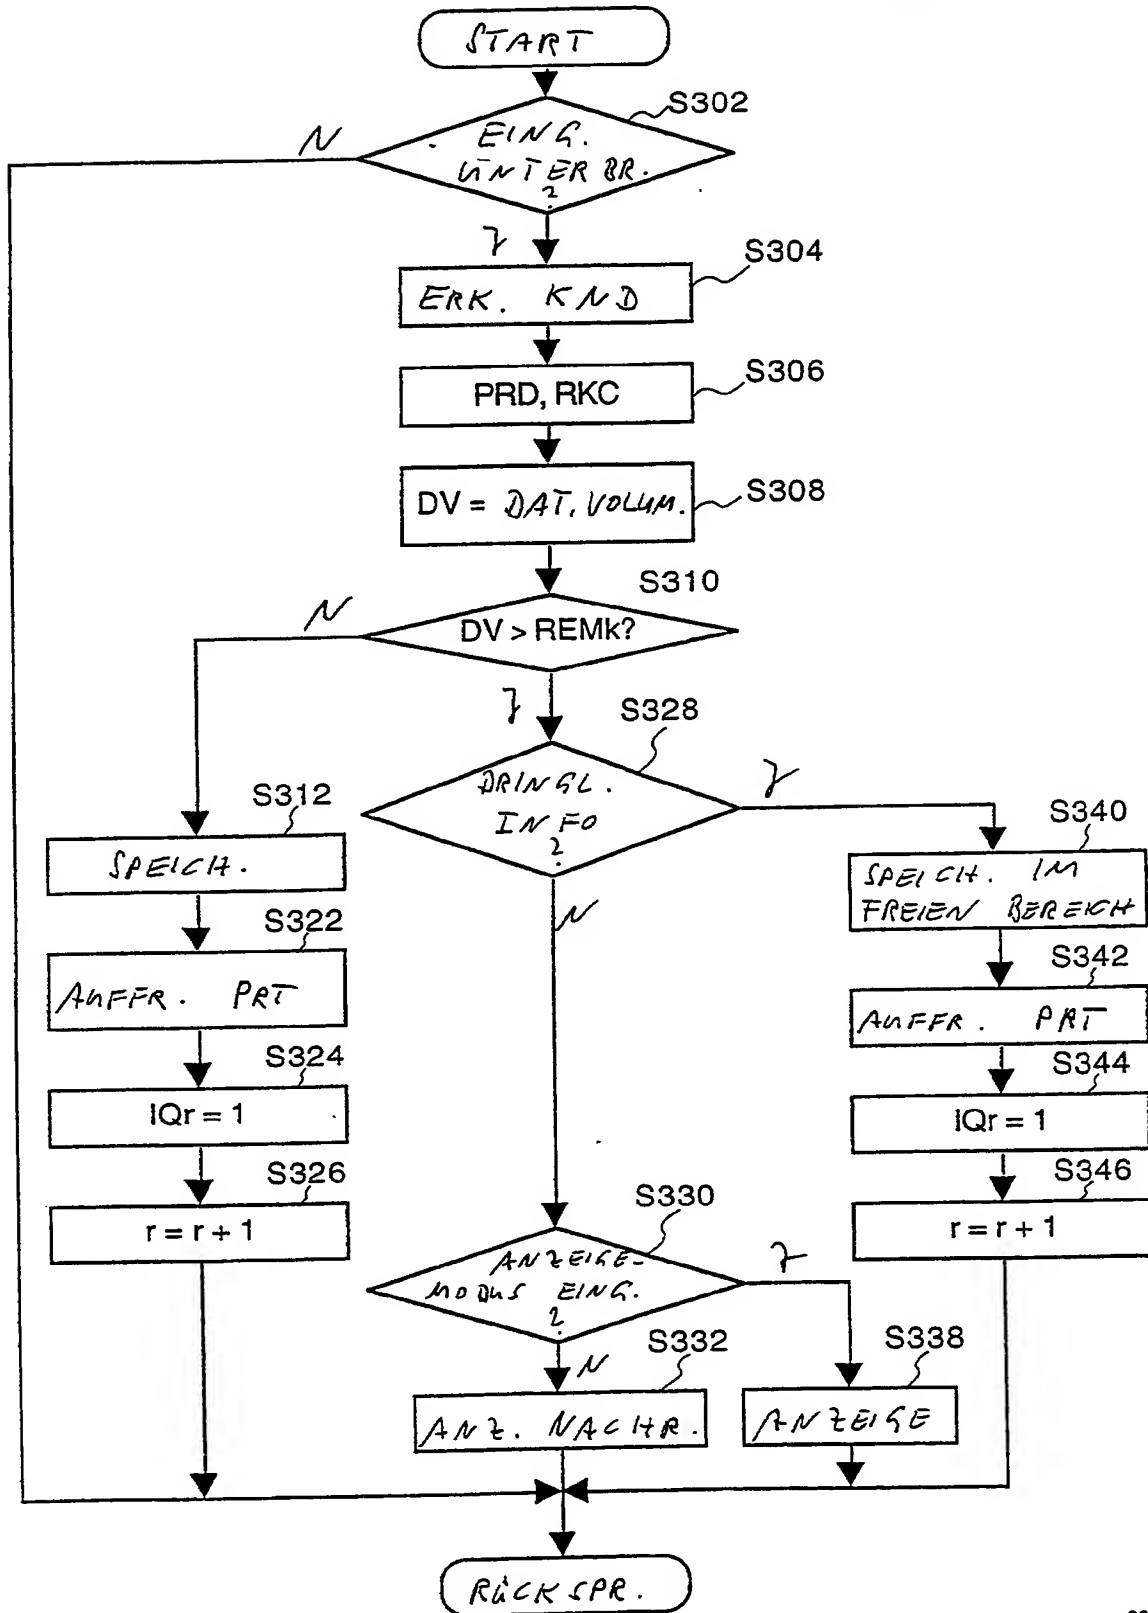 START
S302
N
EING.
UNTERBR.
?
J
S304
ERK. KND
S306
PRD, RKC
S308
DV = DAT. VOLUM.
S310
N
DV > REMk?
J
S328
DRINGL.
INFO
?
J
N
S312
SPEICH.
S322
AUFFR. PRT
S324
IQr = 1
S326
r = r + 1
S340
SPEICH. IM
FREIEN BEREICH
S342
AUFFR. PRT
S344
IQr = 1
S346
r = r + 1
S330
ANZEIGE-
MODUS EING.
?
J
N
S332
ANZ. NACHR.
S338
ANZEIGE
RÜCKSPR.